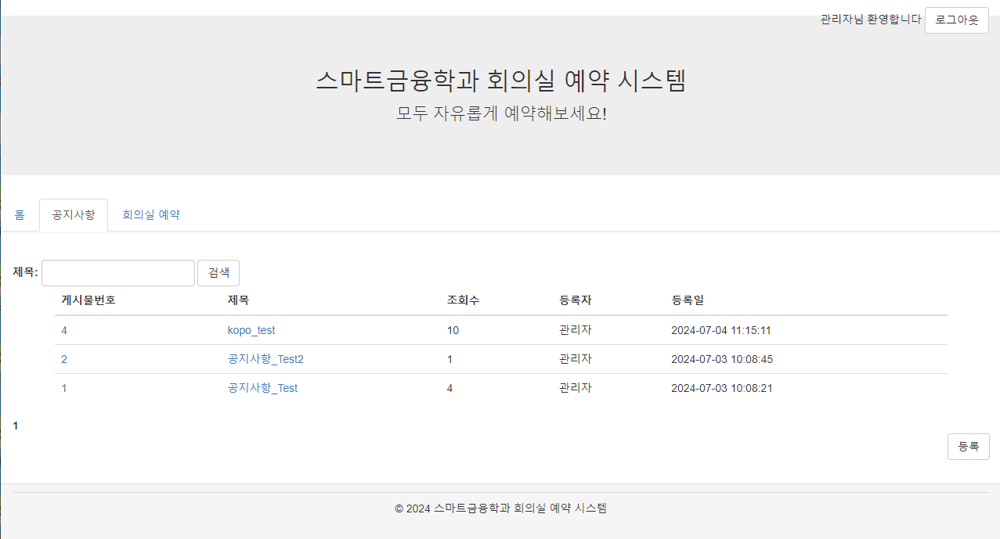 관리자님 환영합니다 로그아웃
스마트금융학과 회의실 예약 시스템
모두 자유롭게 예약해보세요!
홈 공지사항 회의실 예약
제목: 검색
게시물번호 제목 조회수 등록자 등록일
4 kopo_test 10 관리자 2024-07-04 11:15:11
2 공지사항_Test2 1 관리자 2024-07-03 10:08:45
1 공지사항_Test 4 관리자 2024-07-03 10:08:21
1
등록
© 2024 스마트금융학과 회의실 예약 시스템